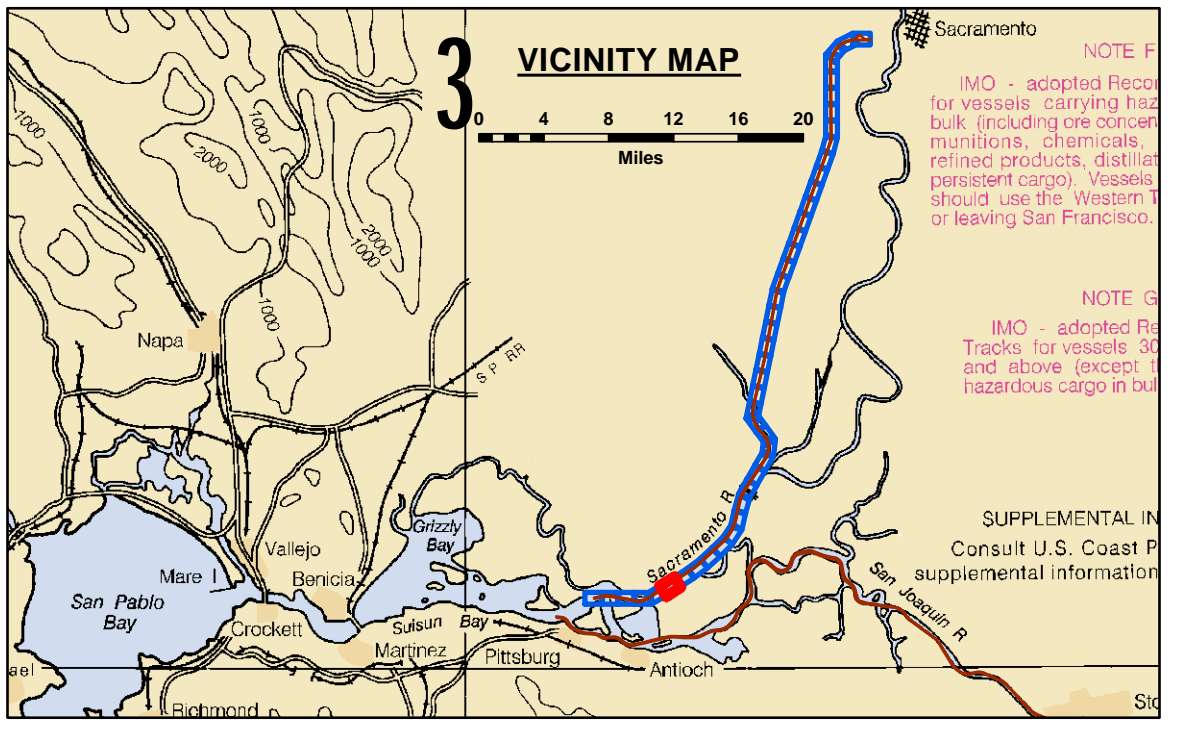 3
VICINITY MAP
0 4 8 12 16 20
Miles
Sacramento
NOTE F
IMO - adopted Recor
for vessels carrying haz
bulk (including ore concen
munitions, chemicals,
refined products, distillat
persistent cargo). Vessels
should use the Western T
or leaving San Francisco.
NOTE G
IMO - adopted Re
Tracks for vessels 30
and above (except t
hazardous cargo in bul
1000
2000
1000
2000
1000
1000
Napa
S P RR
Grizzly
Bay
Sacramento R
SUPPLEMENTAL IN
Consult U.S. Coast P
supplemental information
Vallejo
Mare I
Benicia
San Pablo
Bay
Crockett
Suisun Bay
Martinez
Pittsburg
Antioch
San Joaquin R
ael
Richmond
Sto